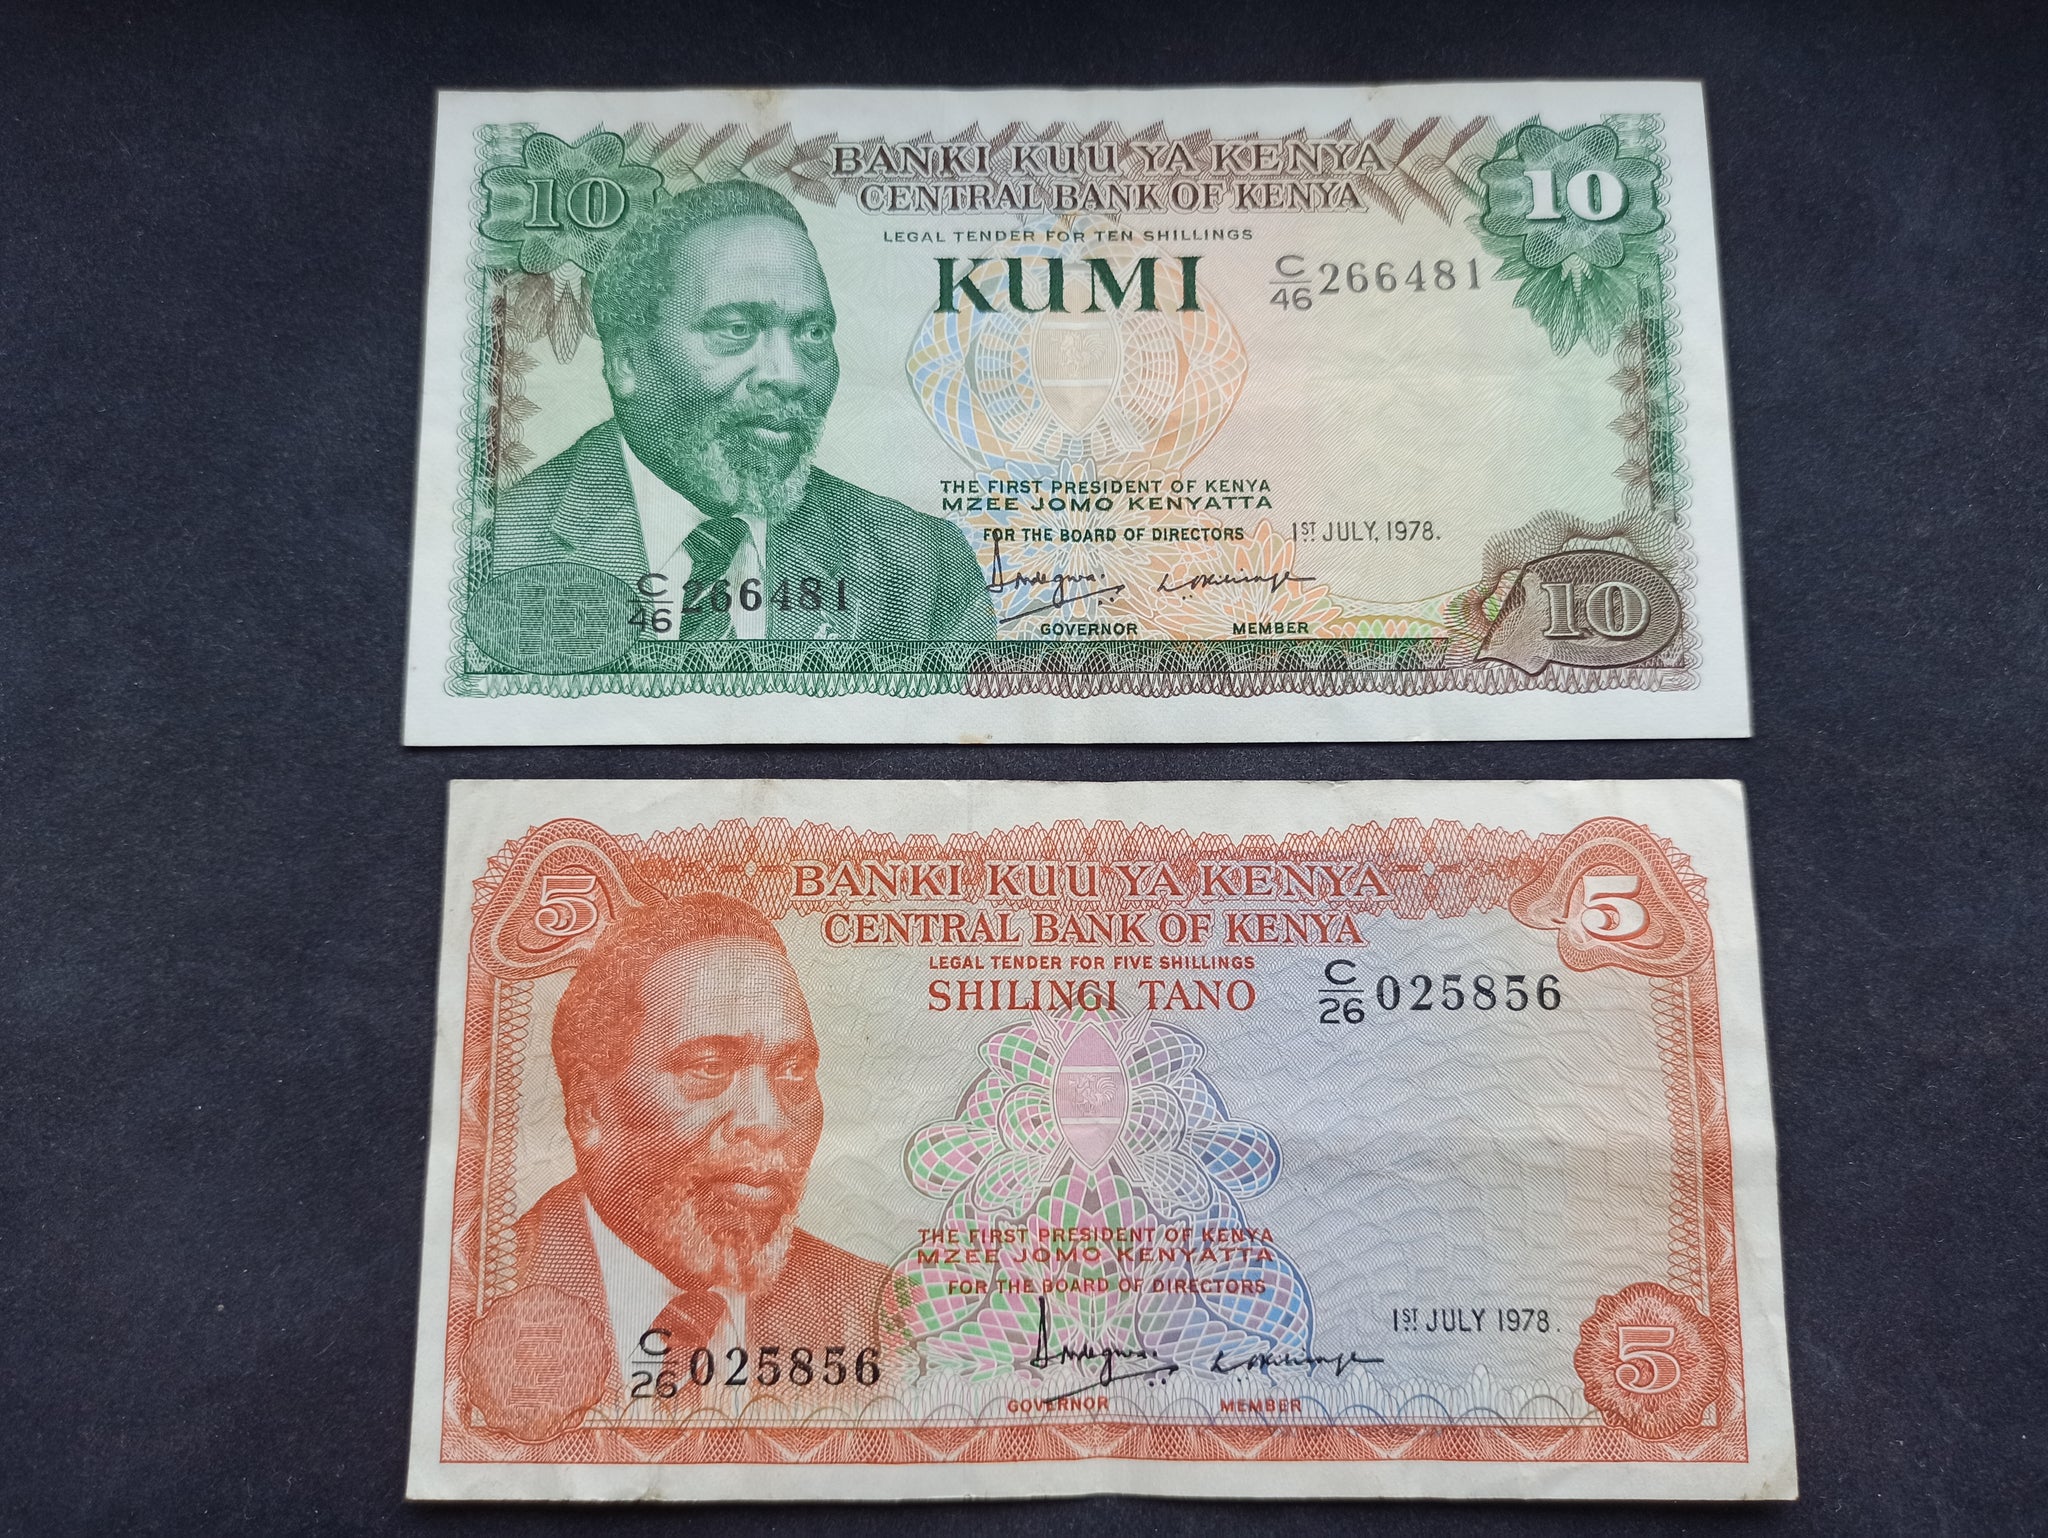 10
BANKI KUU YA KENYA
10
CENTRAL BANK OF KENYA
LEGAL TENDER FOR TEN SHILLINGS
KUMI
C/46 266481
THE FIRST PRESIDENT OF KENYA
MZEE JOMO KENYATTA
FOR THE BOARD OF DIRECTORS
1ST JULY, 1978.
C/46 266481
10
GOVERNOR
MEMBER
5
BANKI KUU YA KENYA
5
CENTRAL BANK OF KENYA
LEGAL TENDER FOR FIVE SHILLINGS
SHILINGI TANO
C/26 025856
THE FIRST PRESIDENT OF KENYA
MZEE JOMO KENYATTA
FOR THE BOARD OF DIRECTORS
1ST JULY 1978.
C/26 025856
5
GOVERNOR
MEMBER